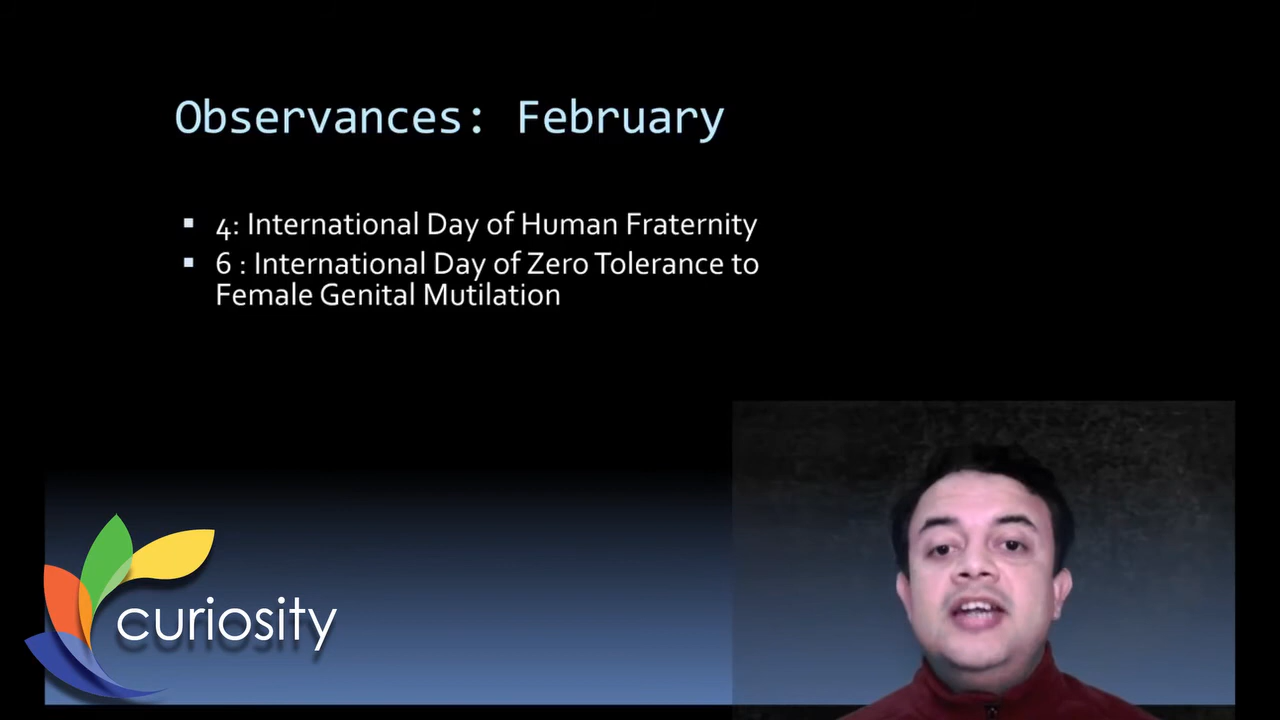 Observances: February
4: International Day of Human Fraternity
6 : International Day of Zero Tolerance to
Female Genital Mutilation
curiosity